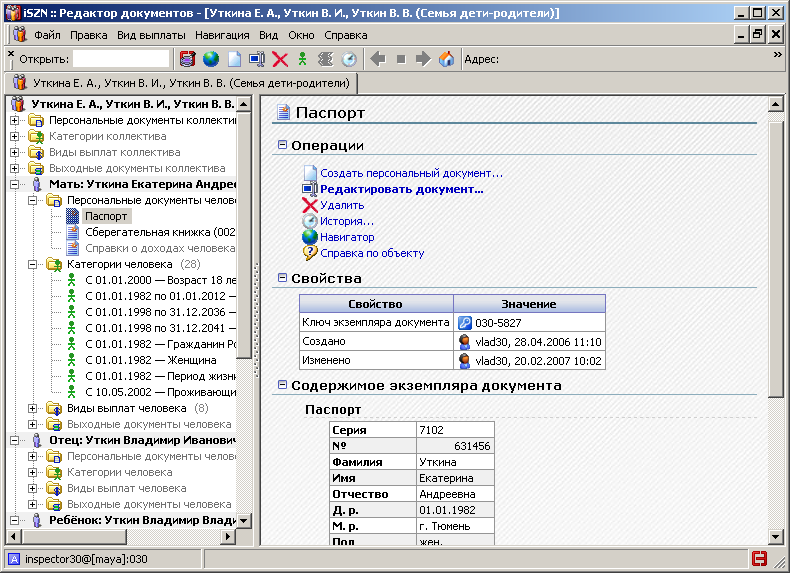 iSZN :: Редактор документов - [Уткина Е. А., Уткин В. И., Уткин В. В. (Семья дети-родители)]
Файл Правка Вид выплаты Навигация Вид Окно Справка
Открыть: Адрес: »
Уткина Е. А., Уткин В. И., Уткин В. В. (Семья дети-родители)
Уткина Е. А., Уткин В. И., Уткин В. В.
Персональные документы коллекти
Категории коллектива
Виды выплат коллектива
Выходные документы коллектива
Мать: Уткина Екатерина Андрее
Персональные документы челове
Паспорт
Сберегательная книжка (002
Справки о доходах человека
Категории человека (28)
С 01.01.2000 — Возраст 18 ле
С 01.01.1982 по 01.01.2012 —
С 01.01.1998 по 31.12.2036 —
С 01.01.1998 по 31.12.2041 —
С 01.01.1982 — Гражданин Ро
С 01.01.1982 — Женщина
С 01.01.1982 — Период жизн
С 10.05.2002 — Проживающи
Виды выплат человека (8)
Выходные документы человека
Отец: Уткин Владимир Иванович
Персональные документы челове
Категории человека
Виды выплат человека
Выходные документы человека
Ребёнок: Уткин Владимир Влади
Паспорт
Операции
Создать персональный документ...
Редактировать документ...
Удалить
История...
Навигатор
Справка по объекту
Свойства
Свойство Значение
Ключ экземпляра документа 030-5827
Создано vlad30, 28.04.2006 11:10
Изменено vlad30, 20.02.2007 10:02
Содержимое экземпляра документа
Паспорт
Серия 7102
№ 631456
Фамилия Уткина
Имя Екатерина
Отчество Андреевна
Д. р. 01.01.1982
М. р. г. Тюмень
Пол жен.
A inspector30@[maya]:030